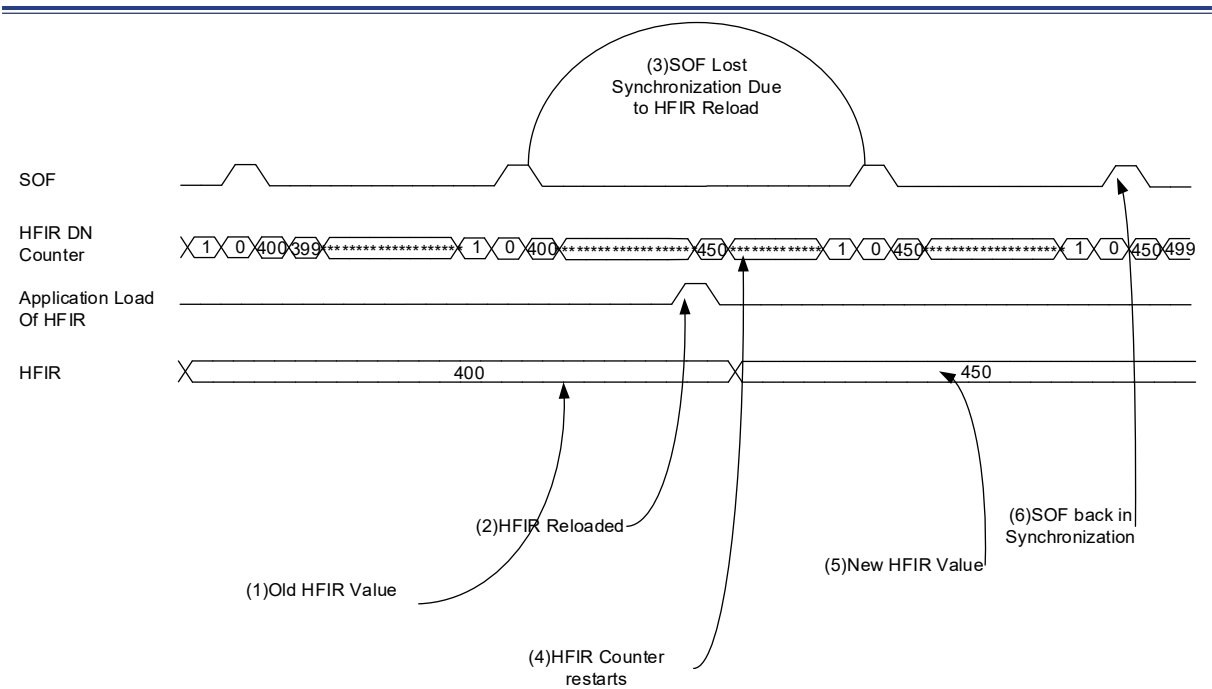 (3)SOF Lost
Synchronization Due
to HFIR Reload
SOF
HFIR DN
Counter
1 0 400 399 ****************** 1 0 400 ****************** 450 ************ 1 0 450 ****************** 1 0 450 499
Application Load
Of HFIR
HFIR
400 450
(2)HFIR Reloaded
(6)SOF back in
Synchronization
(5)New HFIR Value
(1)Old HFIR Value
(4)HFIR Counter
restarts